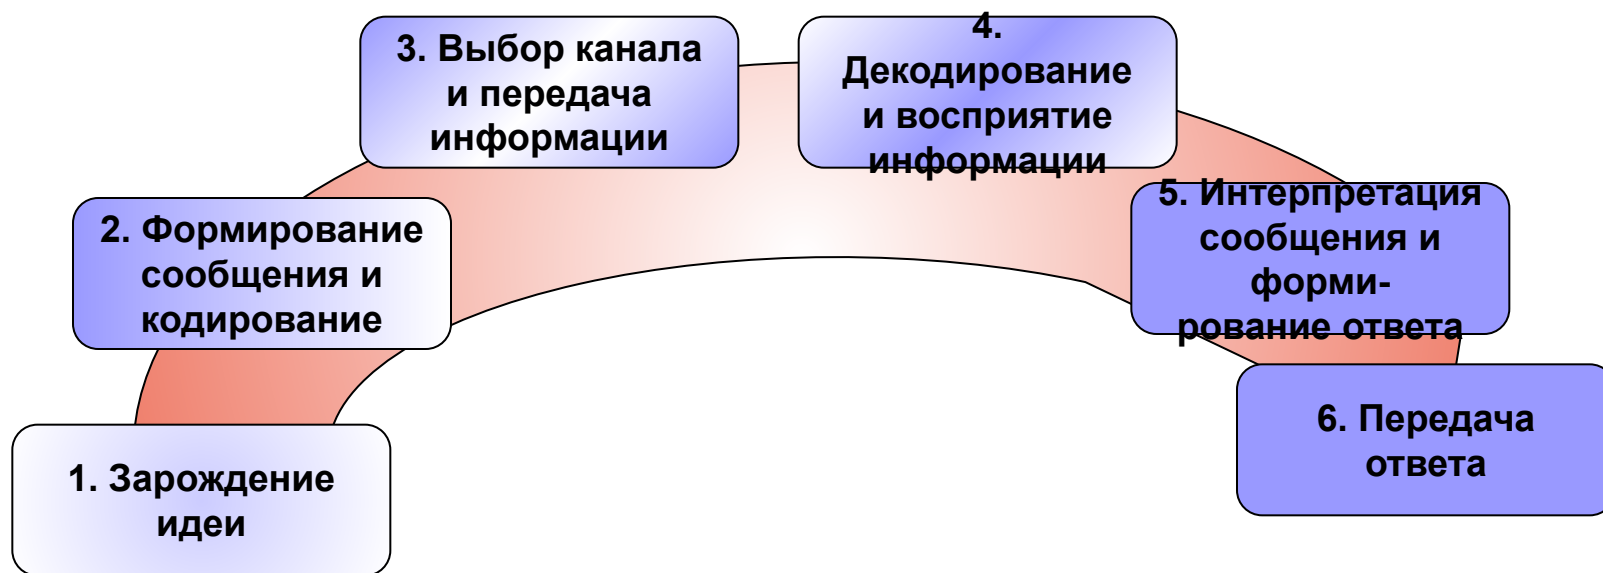 1. Зарождение
идеи
2. Формирование
сообщения и
кодирование
3. Выбор канала
и передача
информации
4.
Декодирование
и восприятие
информации
5. Интерпретация
сообщения и
форми-
рование ответа
6. Передача
ответа